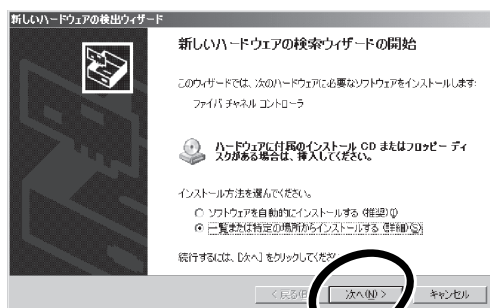 新しいハードウェアの検出ウィザード
新しいハードウェアの検索ウィザードの開始
このウィザードでは、次のハードウェアに必要なソフトウェアをインストールします:
ファイバ チャネル コントローラ
ハードウェアに付属のインストール CD またはフロッピー ディ
スクがある場合は、挿入してください。
インストール方法を選んでください。
ソフトウェアを自動的にインストールする (推奨)(I)
一覧または特定の場所からインストールする (詳細)(S)
続行するには、[次へ] をクリックしてくださ
< 戻る(B)
次へ(N) >
キャンセル